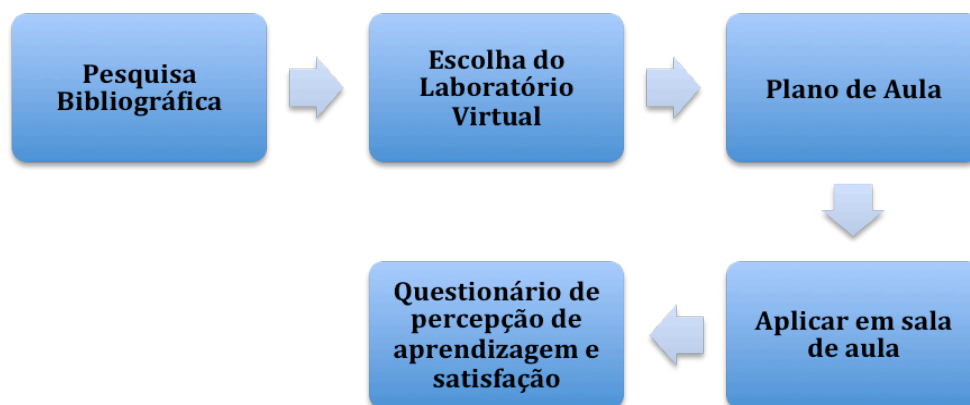 Pesquisa
Bibliográfica
Escolha do
Laboratório
Virtual
Plano de Aula
Aplicar em sala
de aula
Questionário de
percepção de
aprendizagem e
satisfação